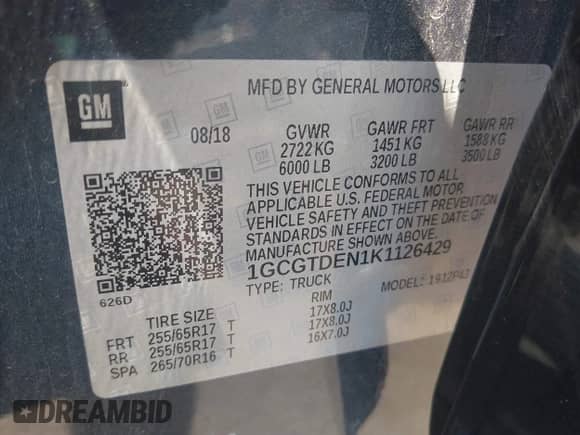 GM
MFD BY GENERAL MOTORS LLC
08/18
GVWR GAWR FRT GAWR RR
2722 KG 1451 KG 1588 KG
6000 LB 3200 LB 3500 LB
THIS VEHICLE CONFORMS TO ALL
APPLICABLE U.S. FEDERAL MOTOR
VEHICLE SAFETY AND THEFT PREVENTION
STANDARDS IN EFFECT ON THE DATE OF
MANUFACTURE SHOWN ABOVE.
1GCGTDEN1K1126429
TYPE: TRUCK MODEL: 1912P43
626D
TIRE SIZE RIM
FRT 255/65R17 T 17X8.0J
RR 255/65R17 T 17X8.0J
SPA 265/70R16 T 16X7.0J
DREAMBID